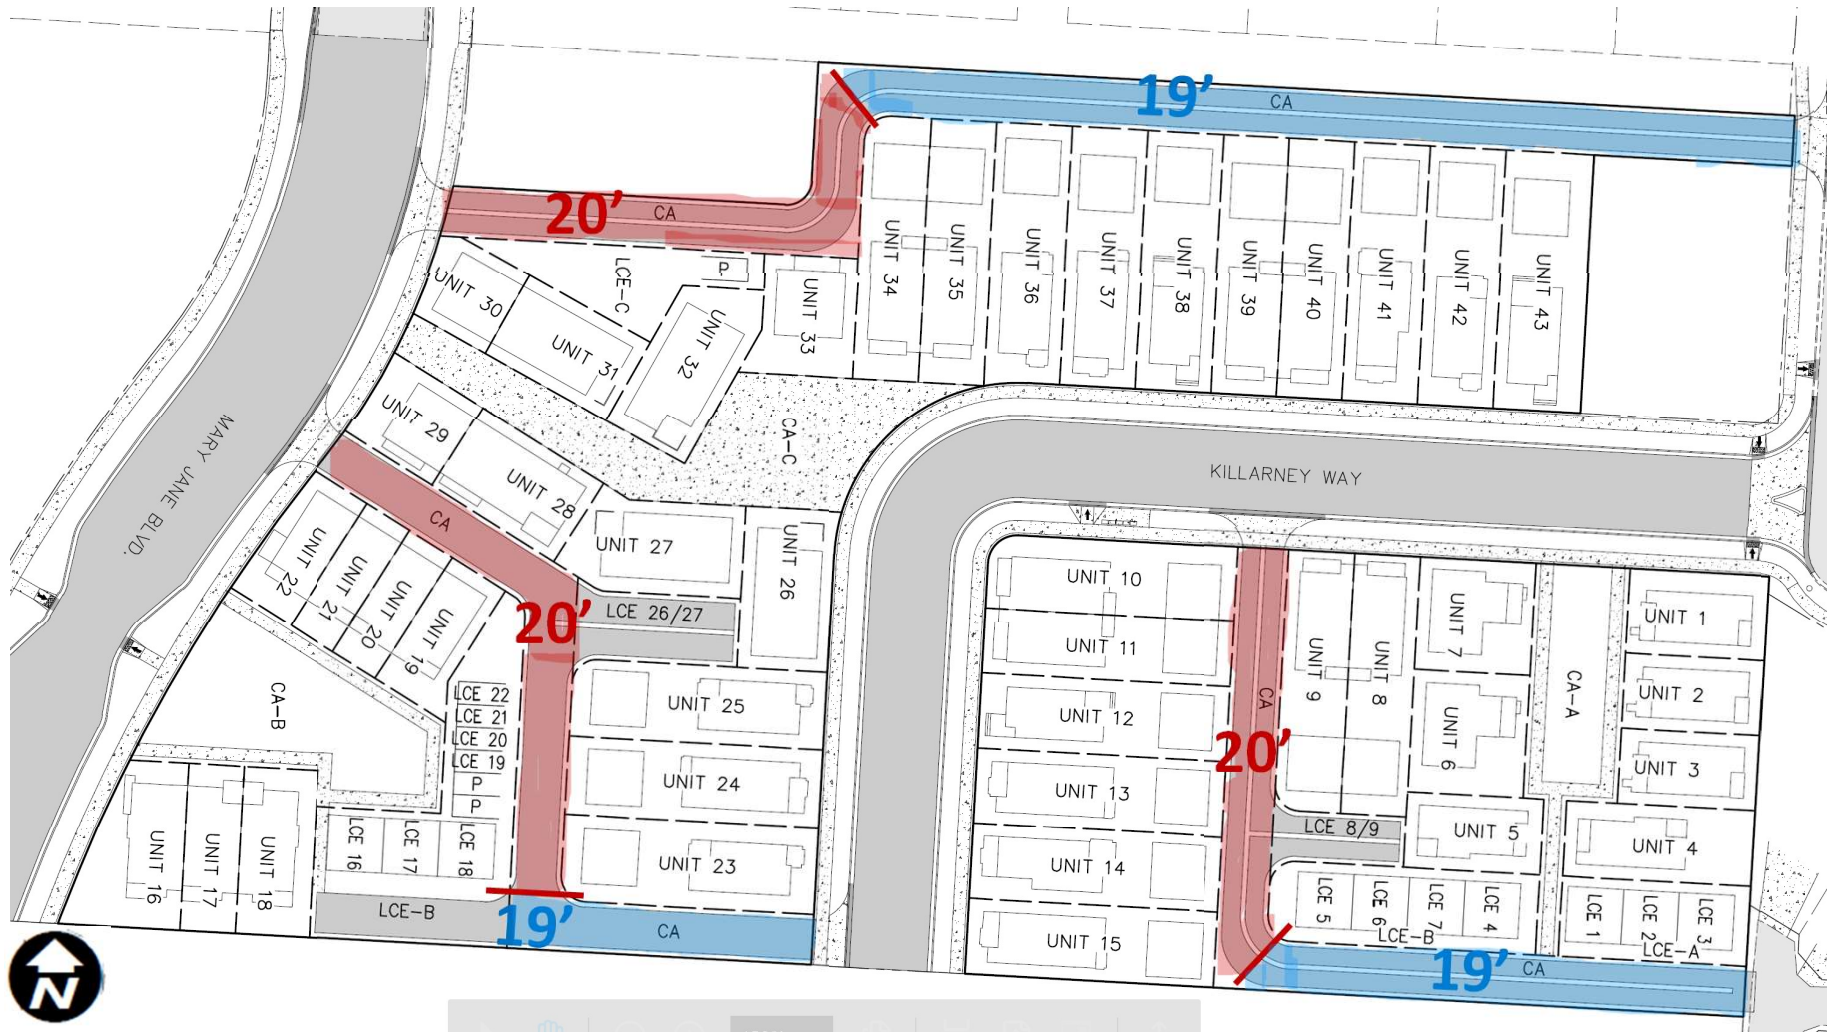 19'
CA
20'
CA
P
LCE-C
UNIT 30
UNIT 31
UNIT 32
UNIT 33
UNIT 34
UNIT 35
UNIT 36
UNIT 37
UNIT 38
UNIT 39
UNIT 40
UNIT 41
UNIT 42
UNIT 43
MARY JANE BLVD.
UNIT 29
UNIT 28
CA-C
KILLARNEY WAY
CA
UNIT 27
UNIT 26
UNIT 22
UNIT 21
UNIT 20
UNIT 19
20'
LCE 26/27
UNIT 25
UNIT 24
UNIT 23
CA-B
LCE 22
LCE 21
LCE 20
LCE 19
P
P
LCE 16
LCE 17
LCE 18
UNIT 16
UNIT 17
UNIT 18
LCE-B
19'
CA
UNIT 10
UNIT 11
UNIT 12
UNIT 13
UNIT 14
UNIT 15
CA
20'
UNIT 9
UNIT 8
UNIT 7
UNIT 6
CA-A
UNIT 1
UNIT 2
UNIT 3
LCE 8/9
UNIT 5
UNIT 4
LCE 5
LCE 6
LCE 7
LCE 4
LCE-B
LCE 1
LCE 2
LCE 3
LCE-A
19'
CA
N